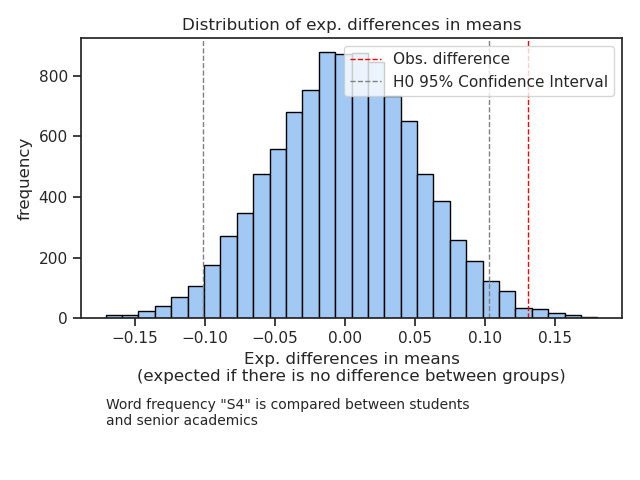 Distribution of exp. differences in means
Obs. difference
H0 95% Confidence Interval
frequency
800
600
400
200
0
−0.15 −0.10 −0.05 0.00 0.05 0.10 0.15
Exp. differences in means
(expected if there is no difference between groups)
Word frequency "S4" is compared between students
and senior academics